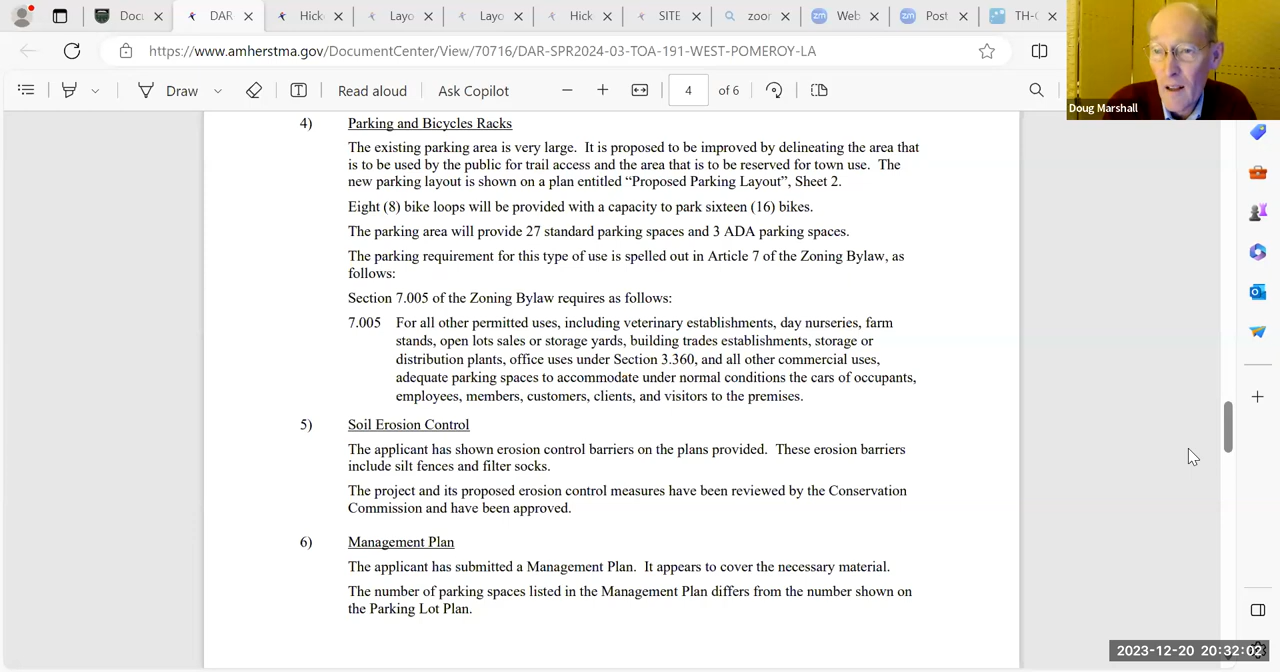 Docu
DAR
Hick
Layo
Layo
Hick
SITE
zoor
Web
Post
TH-C
https://www.amherstma.gov/DocumentCenter/View/70716/DAR-SPR2024-03-TOA-191-WEST-POMEROY-LA
Draw
Read aloud
Ask Copilot
4
of 6
Doug Marshall
4) Parking and Bicycles Racks
The existing parking area is very large. It is proposed to be improved by delineating the area that
is to be used by the public for trail access and the area that is to be reserved for town use. The
new parking layout is shown on a plan entitled “Proposed Parking Layout”, Sheet 2.
Eight (8) bike loops will be provided with a capacity to park sixteen (16) bikes.
The parking area will provide 27 standard parking spaces and 3 ADA parking spaces.
The parking requirement for this type of use is spelled out in Article 7 of the Zoning Bylaw, as
follows:
Section 7.005 of the Zoning Bylaw requires as follows:
7.005 For all other permitted uses, including veterinary establishments, day nurseries, farm
stands, open lots sales or storage yards, building trades establishments, storage or
distribution plants, office uses under Section 3.360, and all other commercial uses,
adequate parking spaces to accommodate under normal conditions the cars of occupants,
employees, members, customers, clients, and visitors to the premises.
5) Soil Erosion Control
The applicant has shown erosion control barriers on the plans provided. These erosion barriers
include silt fences and filter socks.
The project and its proposed erosion control measures have been reviewed by the Conservation
Commission and have been approved.
6) Management Plan
The applicant has submitted a Management Plan. It appears to cover the necessary material.
The number of parking spaces listed in the Management Plan differs from the number shown on
the Parking Lot Plan.
2023-12-20 20:32:02